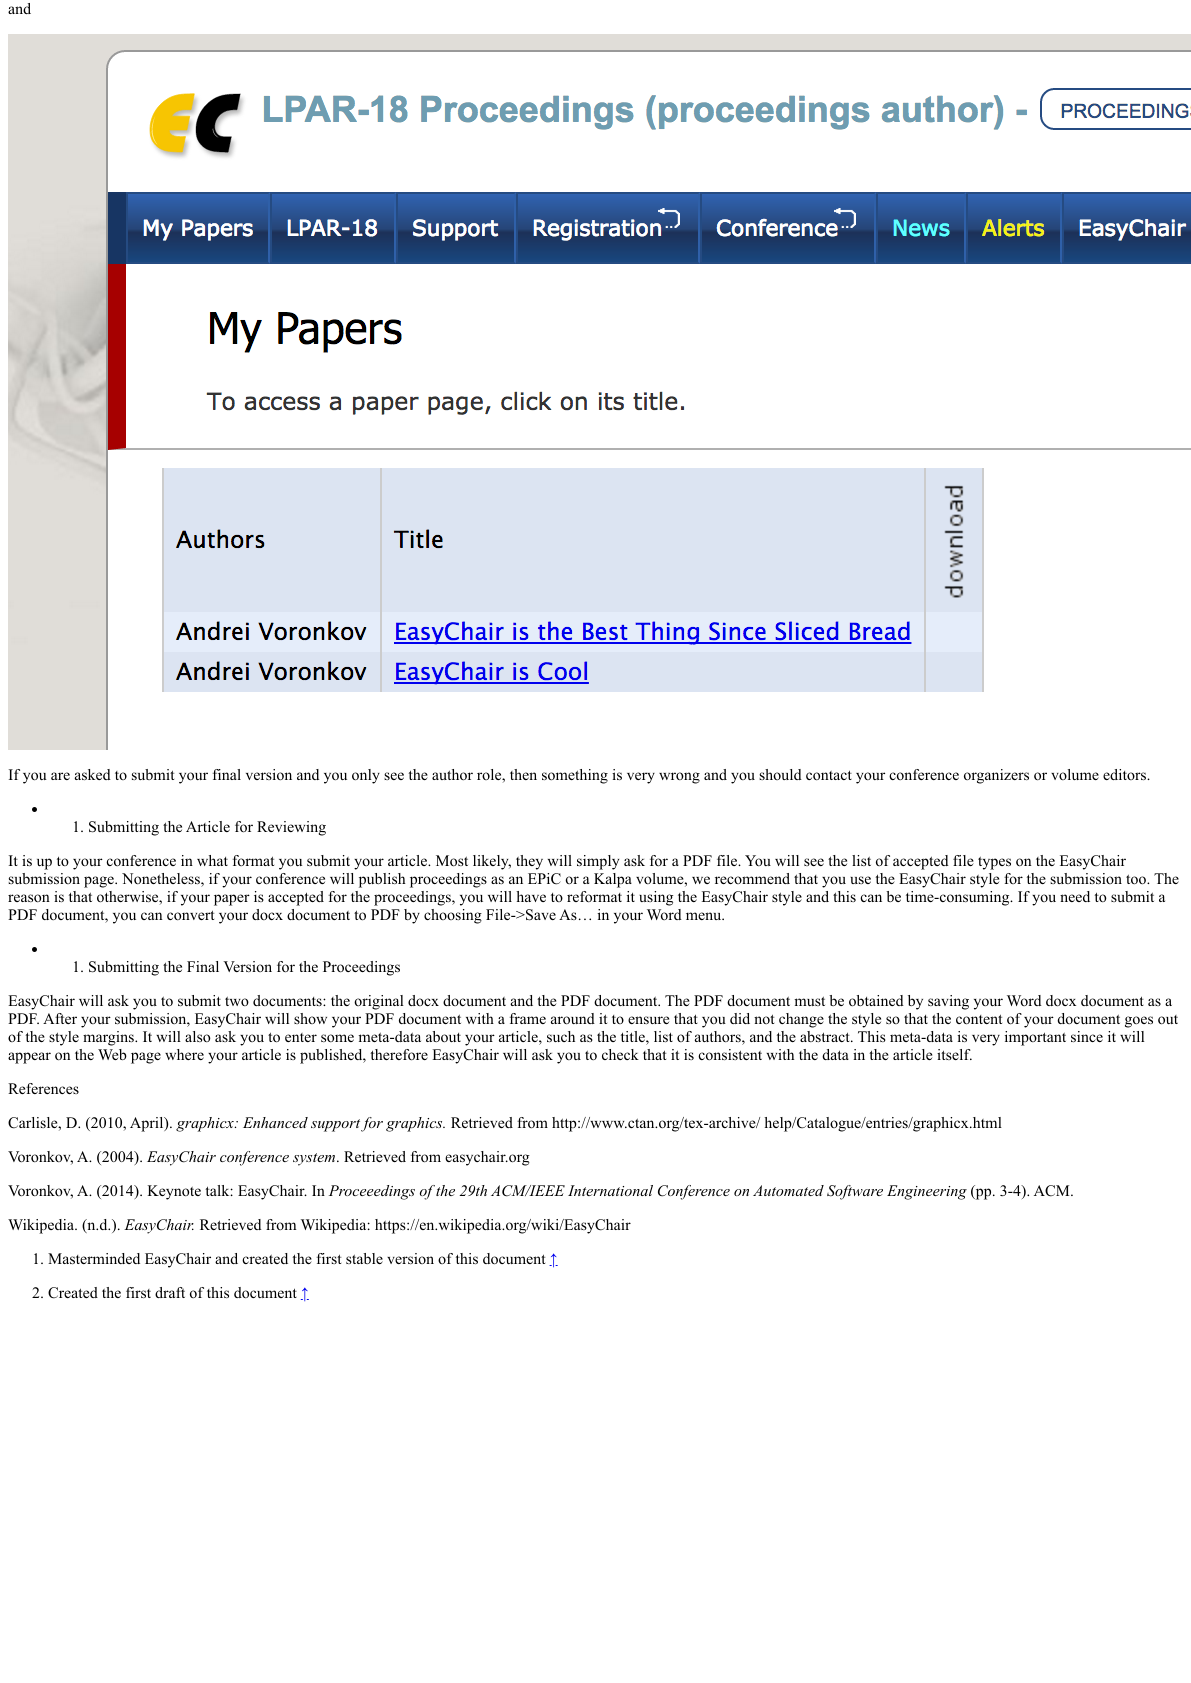 and
EC
LPAR-18 Proceedings (proceedings author) -
PROCEEDING
My Papers
LPAR-18
Support
Registration
Conference
News
Alerts
EasyChair
My Papers
To access a paper page, click on its title.
Authors
Title
download
Andrei Voronkov EasyChair is the Best Thing Since Sliced Bread
Andrei Voronkov EasyChair is Cool
If you are asked to submit your final version and you only see the author role, then something is very wrong and you should contact your conference organizers or volume editors.
•
1. Submitting the Article for Reviewing
It is up to your conference in what format you submit your article. Most likely, they will simply ask for a PDF file. You will see the list of accepted file types on the EasyChair
submission page. Nonetheless, if your conference will publish proceedings as an EPiC or a Kalpa volume, we recommend that you use the EasyChair style for the submission too. The
reason is that otherwise, if your paper is accepted for the proceedings, you will have to reformat it using the EasyChair style and this can be time-consuming. If you need to submit a
PDF document, you can convert your docx document to PDF by choosing File->Save As… in your Word menu.
•
1. Submitting the Final Version for the Proceedings
EasyChair will ask you to submit two documents: the original docx document and the PDF document. The PDF document must be obtained by saving your Word docx document as a
PDF. After your submission, EasyChair will show your PDF document with a frame around it to ensure that you did not change the style so that the content of your document goes out
of the style margins. It will also ask you to enter some meta-data about your article, such as the title, list of authors, and the abstract. This meta-data is very important since it will
appear on the Web page where your article is published, therefore EasyChair will ask you to check that it is consistent with the data in the article itself.
References
Carlisle, D. (2010, April). graphicx: Enhanced support for graphics. Retrieved from http://www.ctan.org/tex-archive/ help/Catalogue/entries/graphicx.html
Voronkov, A. (2004). EasyChair conference system. Retrieved from easychair.org
Voronkov, A. (2014). Keynote talk: EasyChair. In Proceeedings of the 29th ACM/IEEE International Conference on Automated Software Engineering (pp. 3-4). ACM.
Wikipedia. (n.d.). EasyChair. Retrieved from Wikipedia: https://en.wikipedia.org/wiki/EasyChair
1. Masterminded EasyChair and created the first stable version of this document ↑
2. Created the first draft of this document ↑